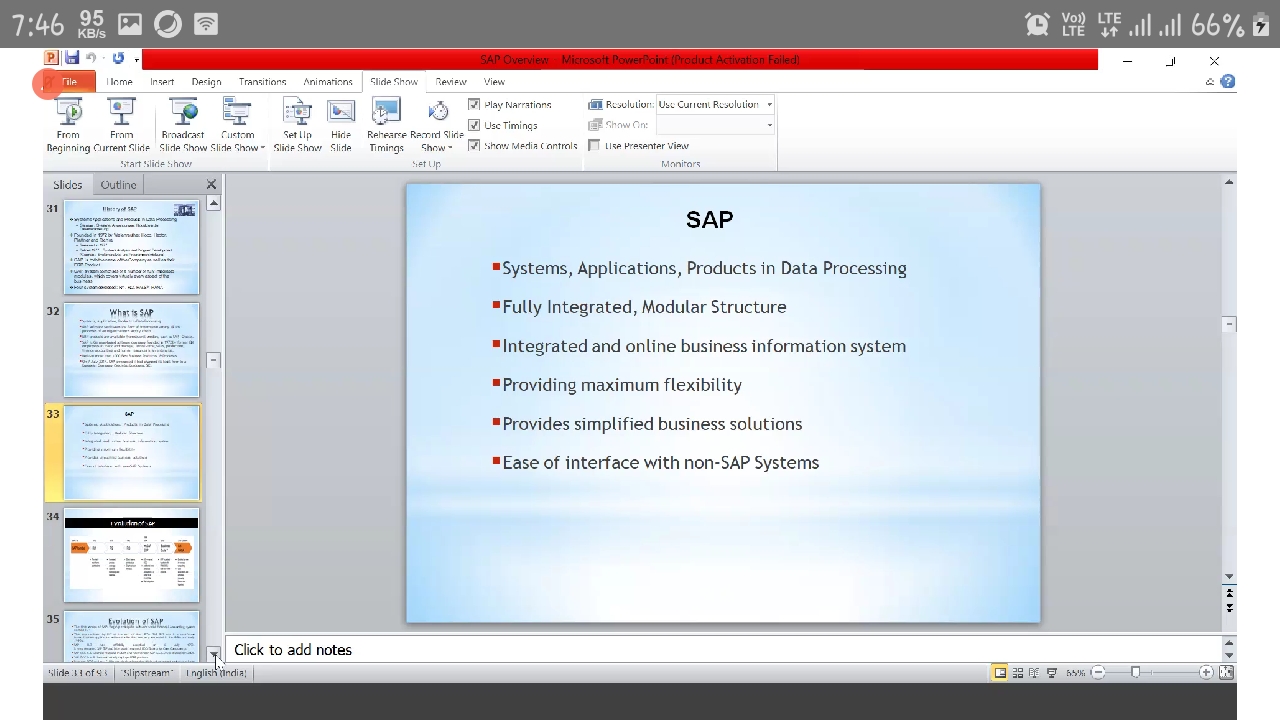 7:46 95 KB/s Vo) LTE LTE 66%
SAP Overview - Microsoft PowerPoint (Product Activation Failed)
File Home Insert Design Transitions Animations Slide Show Review View
From Beginning
From Current Slide
Broadcast Slide Show
Custom Slide Show
Start Slide Show
Set Up Slide Show
Hide Slide
Rehearse Timings
Record Slide Show
Play Narrations
Use Timings
Show Media Controls
Set Up
Resolution: Use Current Resolution
Show On:
Use Presenter View
Monitors
Slides Outline
31
History of SAP
32
What is SAP
33
SAP
34
Evolution of SAP
35
Evolution of SAP
SAP
Systems, Applications, Products in Data Processing
Fully Integrated, Modular Structure
Integrated and online business information system
Providing maximum flexibility
Provides simplified business solutions
Ease of interface with non-SAP Systems
Click to add notes
Slide 33 of 93 "Slipstream" English (India) 65%